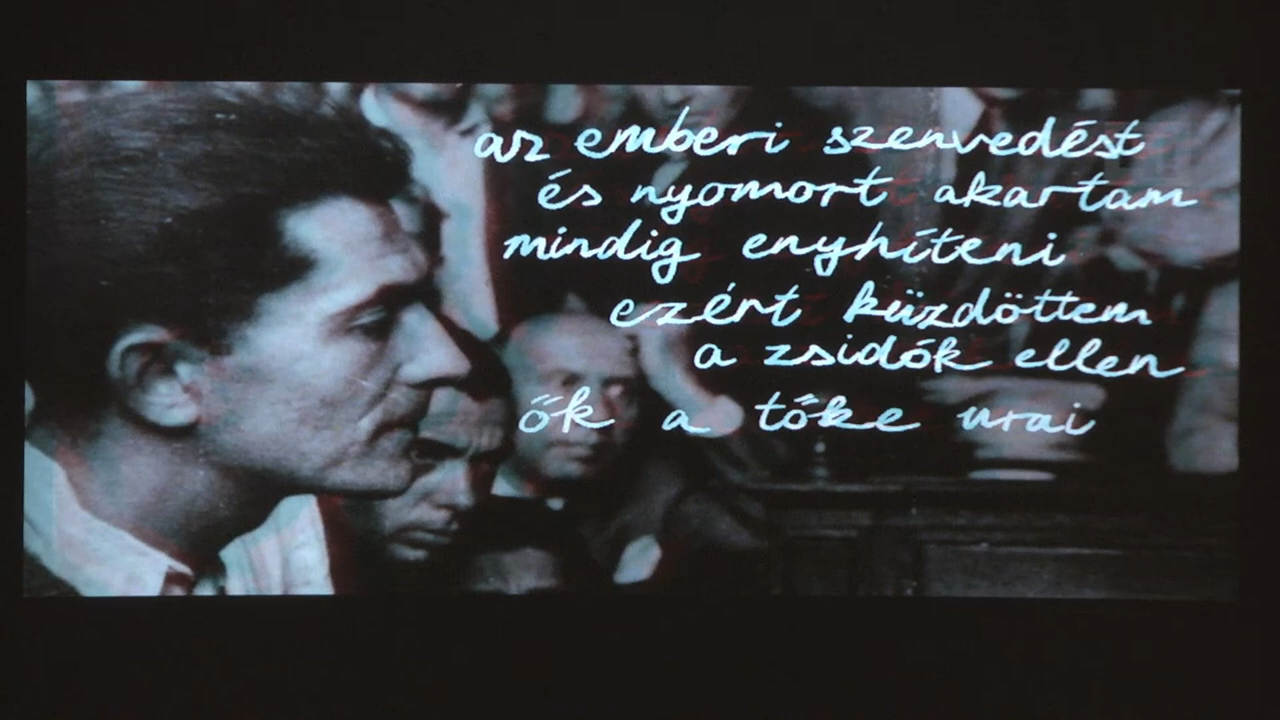 az emberi szenvedést
és nyomort akartam
mindig enyhíteni
ezért küzdöttem
a zsidók ellen
ők a tőke urai